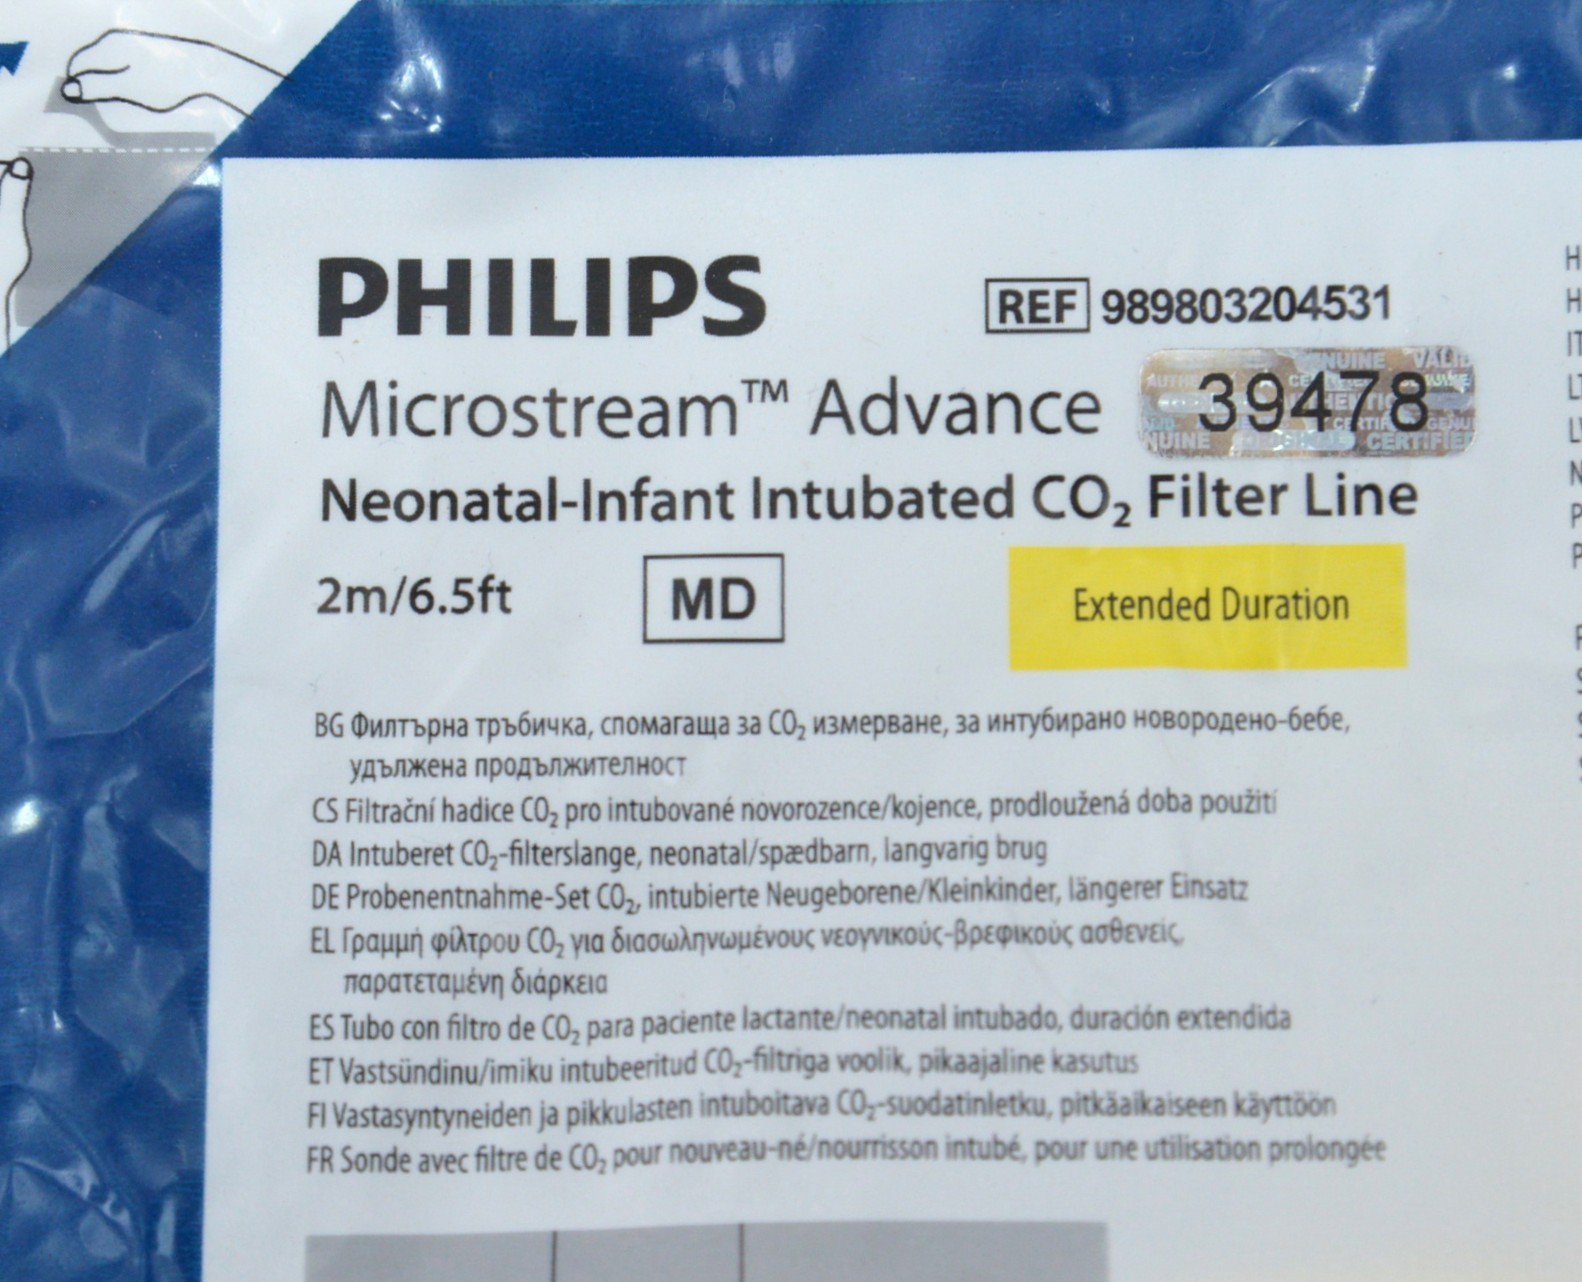 PHILIPS
REF 989803204531
Microstream™ Advance
39478
Neonatal-Infant Intubated CO₂ Filter Line
2m/6.5ft
MD
Extended Duration
BG Филтърна тръбичка, спомагаща за CO₂ измерване, за интубирано новородено-бебе,
удължена продължителност
CS Filtrační hadice CO₂ pro intubované novorozence/kojence, prodloužená doba použití
DA Intuberet CO₂-filterslange, neonatal/spædbarn, langvarig brug
DE Probenentnahme-Set CO₂, intubierte Neugeborene/Kleinkinder, längerer Einsatz
EL Γραμμή φίλτρου CO₂ για διασωληνωμένους νεογνικούς-βρεφικούς ασθενείς,
παρατεταμένη διάρκεια
ES Tubo con filtro de CO₂ para paciente lactante/neonatal intubado, duración extendida
ET Vastsündinu/imiku intubeeritud CO₂-filtriga voolik, pikaajaline kasutus
FI Vastasyntyneiden ja pikkulasten intuboitava CO₂-suodatinletku, pitkäaikaiseen käyttöön
FR Sonde avec filtre de CO₂ pour nouveau-né/nourrisson intubé, pour une utilisation prolongée